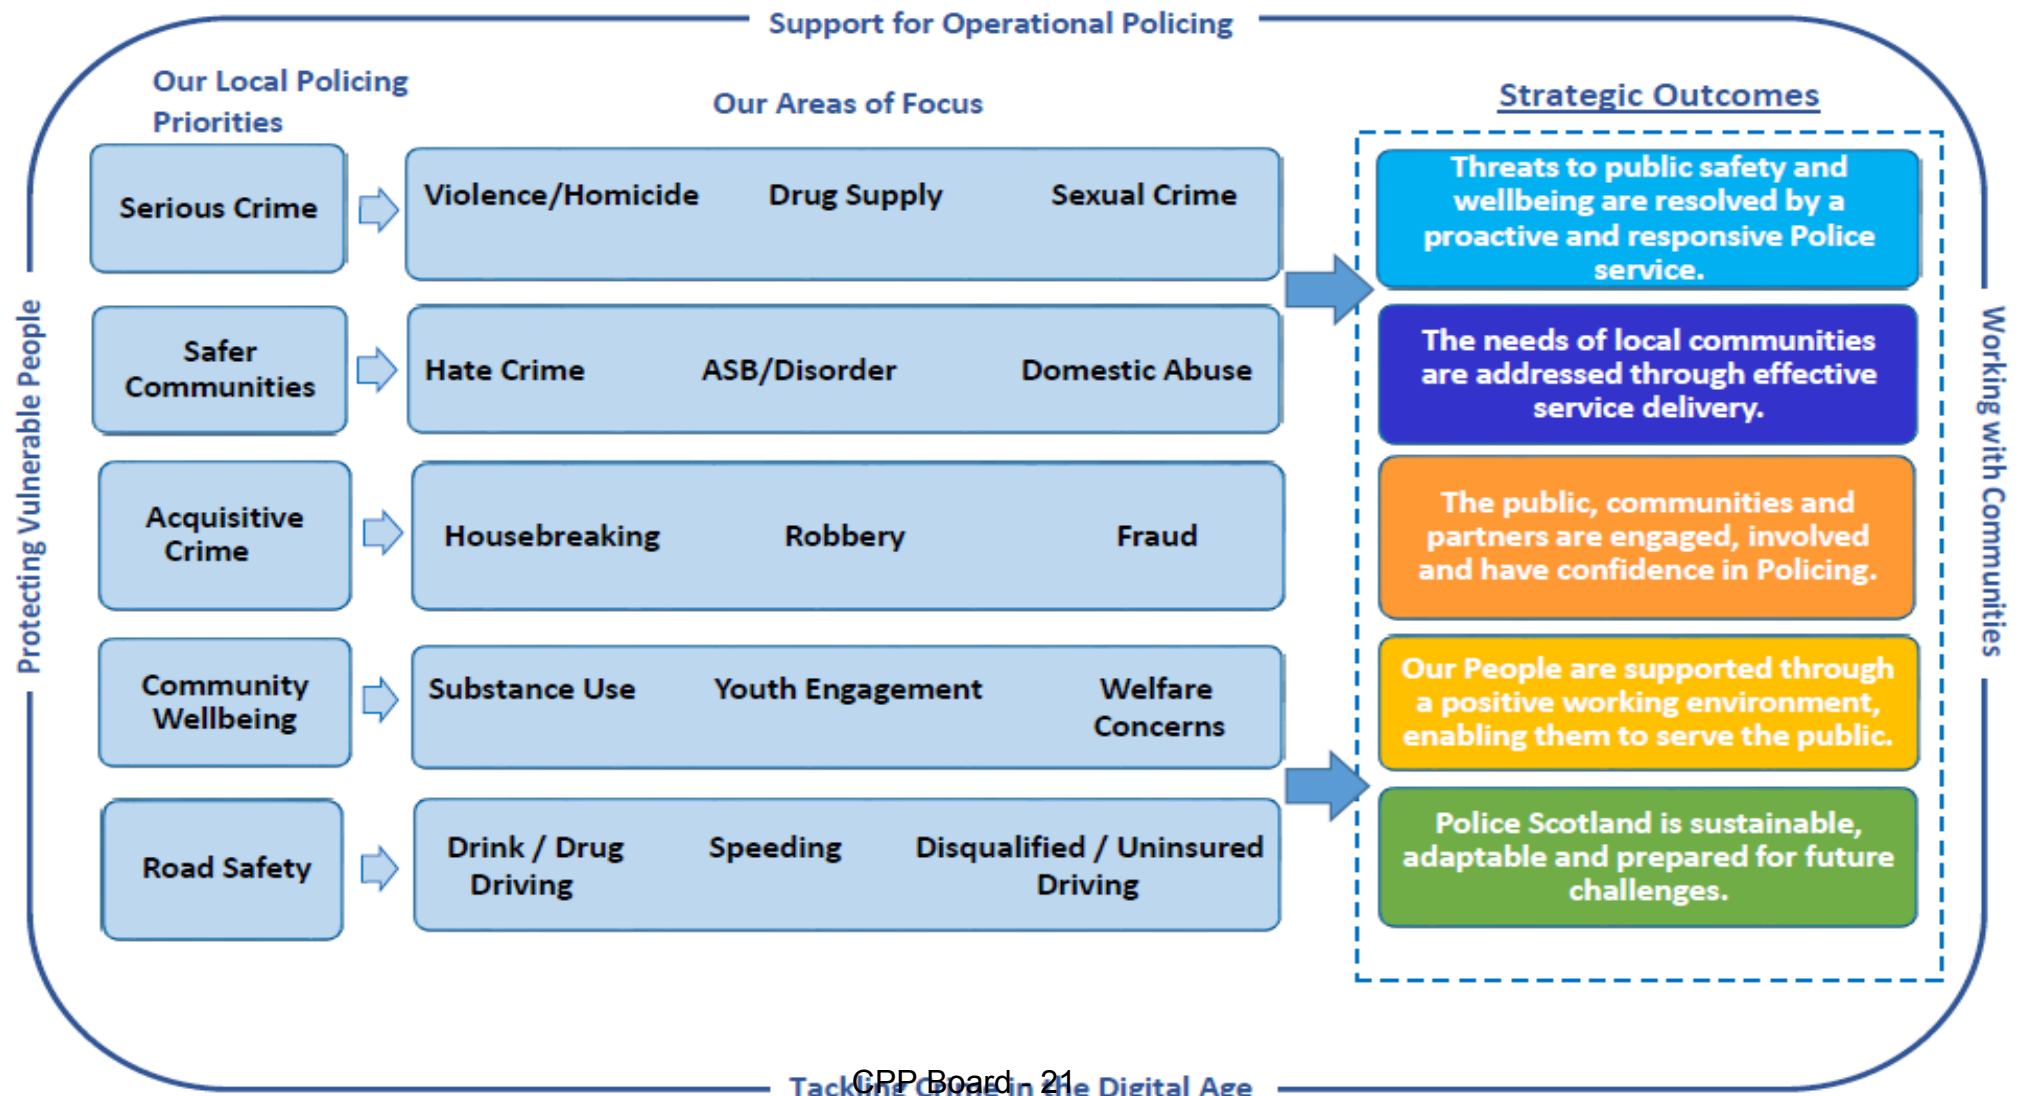 Support for Operational Policing
Our Local Policing
Priorities
Our Areas of Focus
Strategic Outcomes
Serious Crime
Violence/Homicide Drug Supply Sexual Crime
Threats to public safety and
wellbeing are resolved by a
proactive and responsive Police
service.
Safer
Communities
Hate Crime ASB/Disorder Domestic Abuse
The needs of local communities
are addressed through effective
service delivery.
Acquisitive
Crime
Housebreaking Robbery Fraud
The public, communities and
partners are engaged, involved
and have confidence in Policing.
Community
Wellbeing
Substance Use Youth Engagement Welfare
Concerns
Our People are supported through
a positive working environment,
enabling them to serve the public.
Road Safety
Drink / Drug
Driving
Speeding
Disqualified / Uninsured
Driving
Police Scotland is sustainable,
adaptable and prepared for future
challenges.
Protecting Vulnerable People
Working with Communities
Tackling Crime in the Digital Age
CPP Board - 21